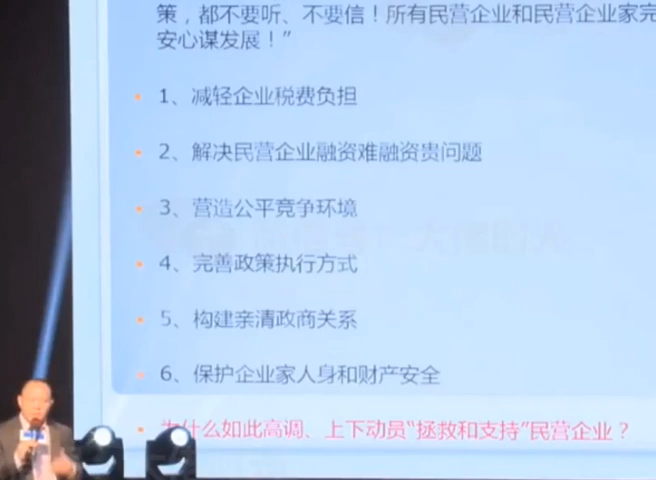 策，都不要听、不要信！所有民营企业和民营企业家完
安心谋发展！”
1、减轻企业税费负担
2、解决民营企业融资难融资贵问题
3、营造公平竞争环境
4、完善政策执行方式
5、构建亲清政商关系
6、保护企业家人身和财产安全
为什么如此高调、上下动员“拯救和支持”民营企业？